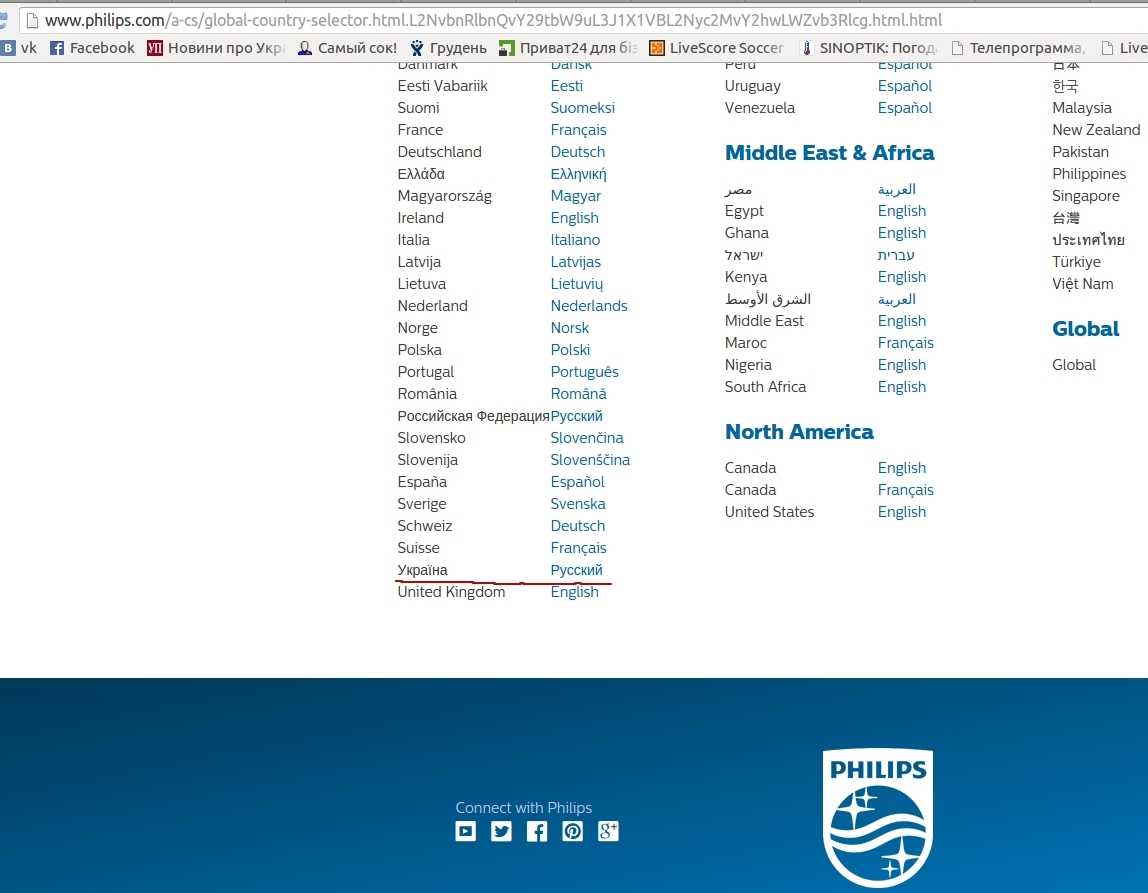 www.philips.com/a-cs/global-country-selector.html.L2NvbnRlbnQvY29tbW9uL3J1X1VBL2Nyc2MvY2hwLWZvb3Rlcg.html.html
vk Facebook Новини про Укра Самый сок! Грудень Приват24 для біз LiveScore Soccer SINOPTIK: Погода Телепрограмма, Live
Danmark Dansk
Eesti Vabariik Eesti
Suomi Suomeksi
France Français
Deutschland Deutsch
Ελλάδα Ελληνική
Magyarország Magyar
Ireland English
Italia Italiano
Latvija Latvijas
Lietuva Lietuvių
Nederland Nederlands
Norge Norsk
Polska Polski
Portugal Português
România Română
Российская Федерация Русский
Slovensko Slovenčina
Slovenija Slovenščina
España Español
Sverige Svenska
Schweiz Deutsch
Suisse Français
Україна Русский
United Kingdom English
Peru Español
Uruguay Español
Venezuela Español
Middle East & Africa
مصر العربية
Egypt English
Ghana English
ישראל עברית
Kenya English
الشرق الأوسط العربية
Middle East English
Maroc Français
Nigeria English
South Africa English
North America
Canada English
Canada Français
United States English
日本
한국
Malaysia
New Zealand
Pakistan
Philippines
Singapore
台灣
ประเทศไทย
Türkiye
Việt Nam
Global
Global
Connect with Philips
PHILIPS